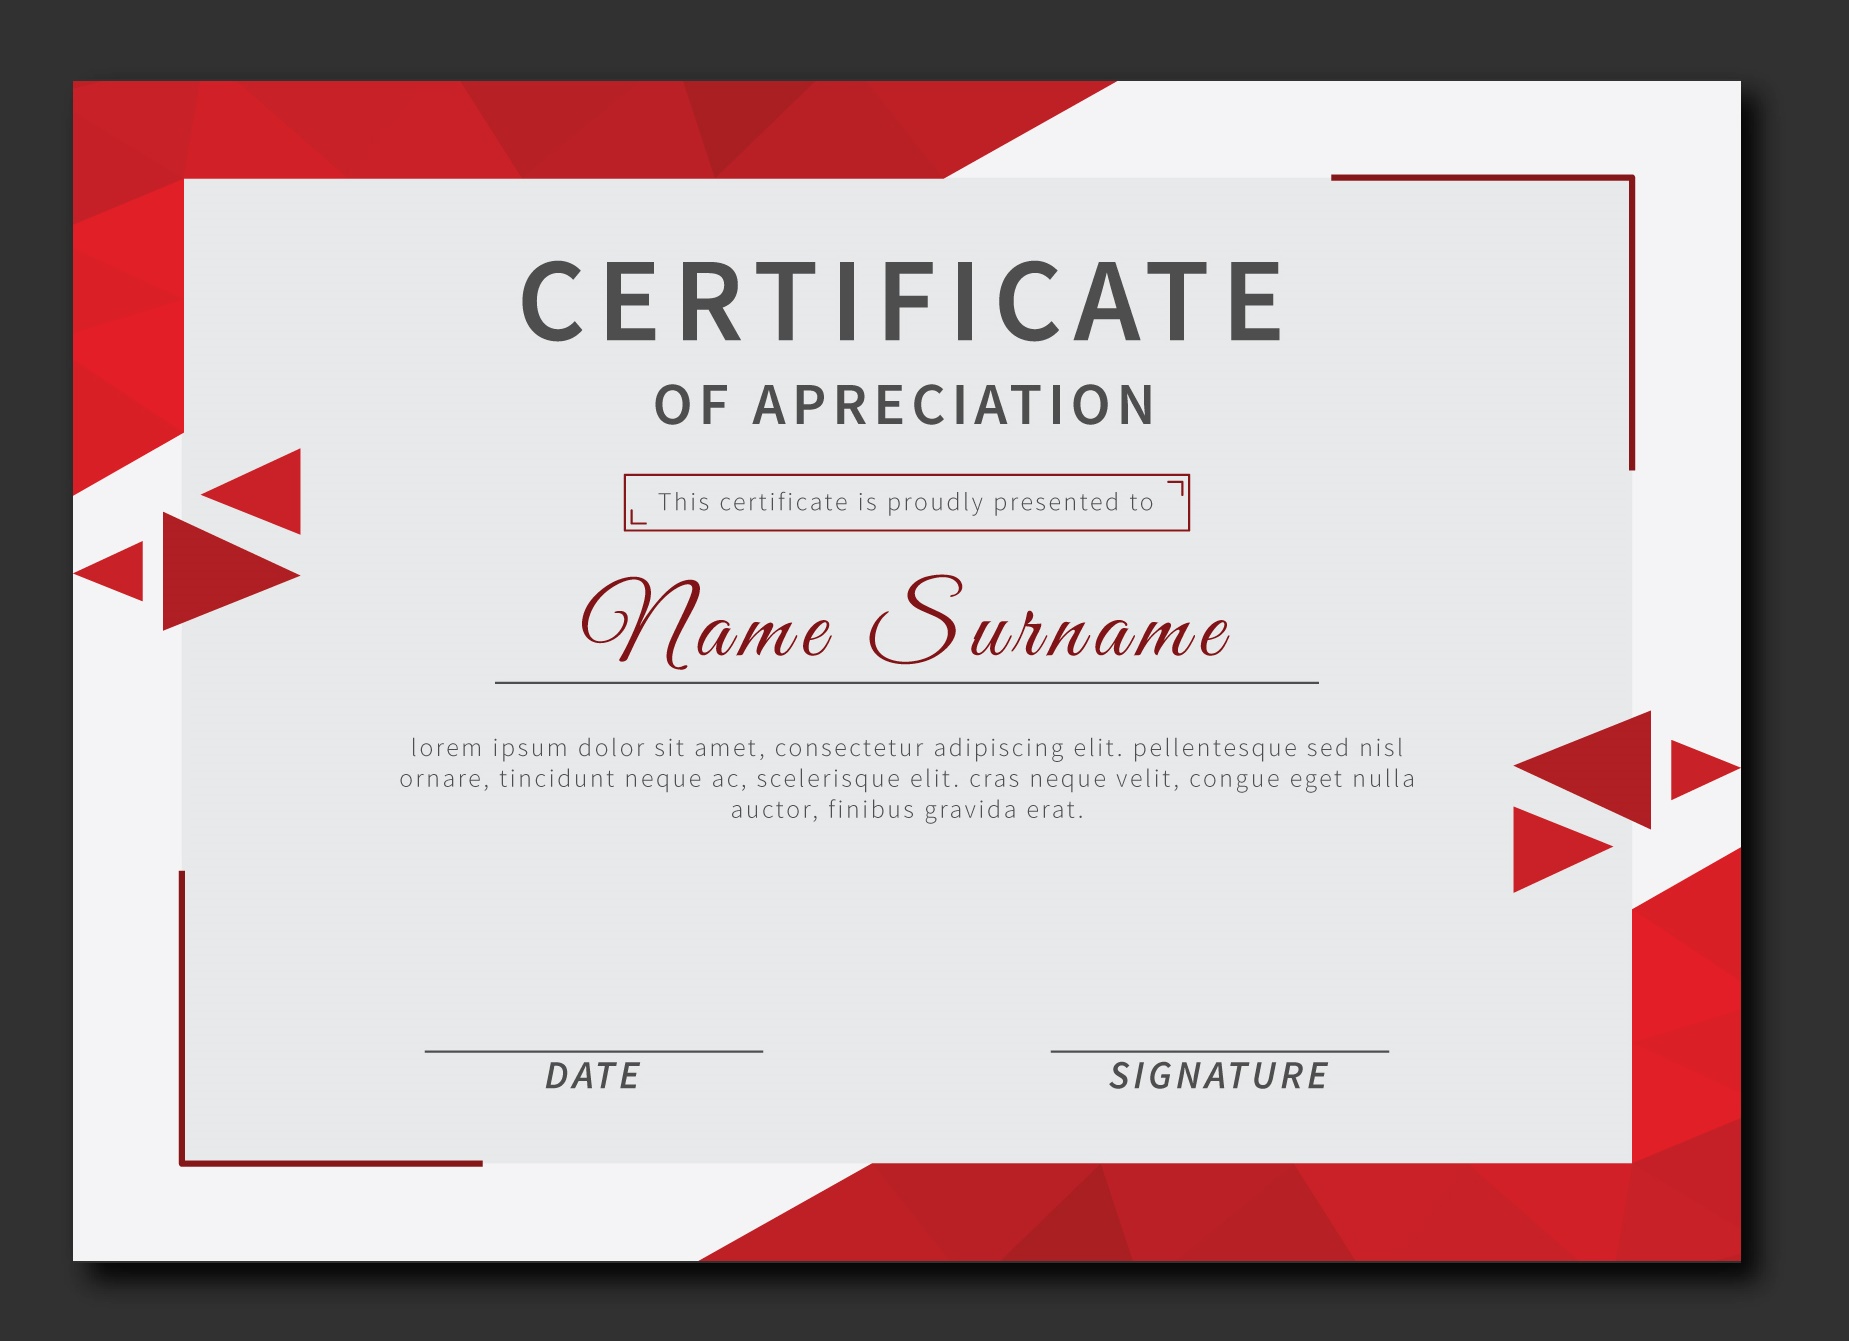 CERTIFICATE
OF APRECIATION
This certificate is proudly presented to
Name Surname
lorem ipsum dolor sit amet, consectetur adipiscing elit. pellentesque sed nisl
ornare, tincidunt neque ac, scelerisque elit. cras neque velit, congue eget nulla
auctor, finibus gravida erat.
DATE
SIGNATURE